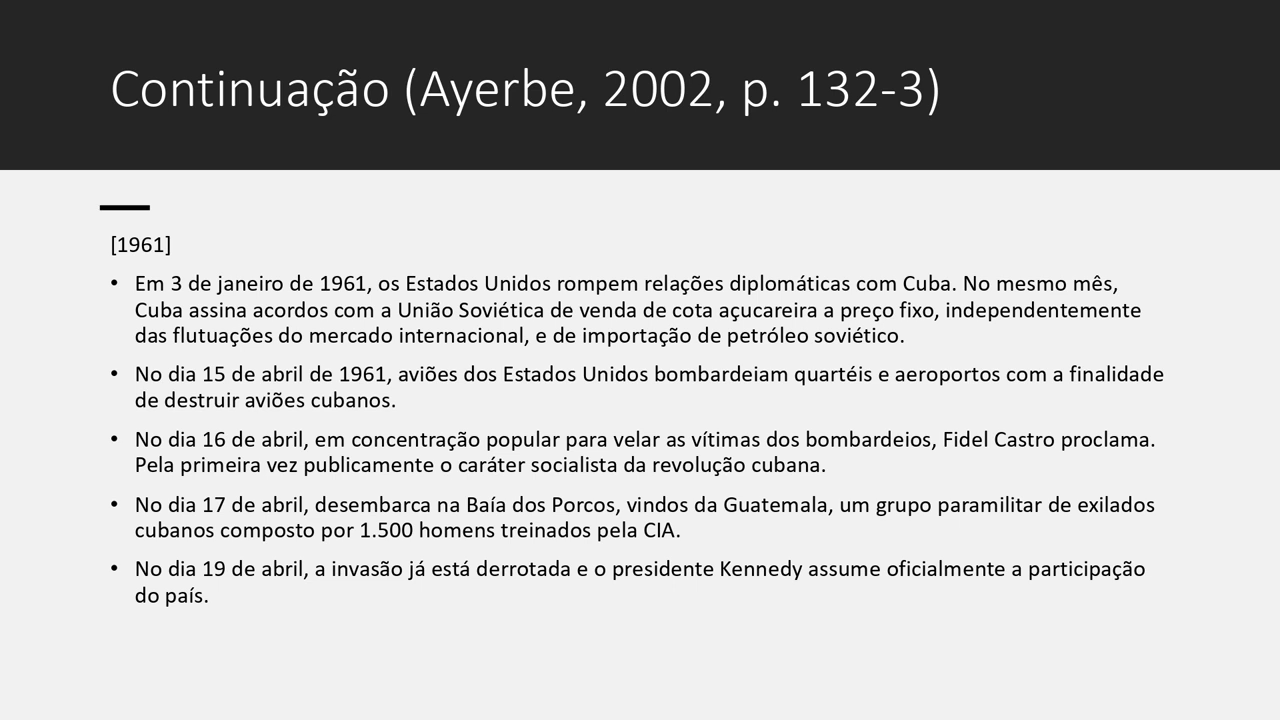 Continuação (Ayerbe, 2002, p. 132-3)
[1961]
• Em 3 de janeiro de 1961, os Estados Unidos rompem relações diplomáticas com Cuba. No mesmo mês,
Cuba assina acordos com a União Soviética de venda de cota açucareira a preço fixo, independentemente
das flutuações do mercado internacional, e de importação de petróleo soviético.
• No dia 15 de abril de 1961, aviões dos Estados Unidos bombardeiam quartéis e aeroportos com a finalidade
de destruir aviões cubanos.
• No dia 16 de abril, em concentração popular para velar as vítimas dos bombardeios, Fidel Castro proclama.
Pela primeira vez publicamente o caráter socialista da revolução cubana.
• No dia 17 de abril, desembarca na Baía dos Porcos, vindos da Guatemala, um grupo paramilitar de exilados
cubanos composto por 1.500 homens treinados pela CIA.
• No dia 19 de abril, a invasão já está derrotada e o presidente Kennedy assume oficialmente a participação
do país.